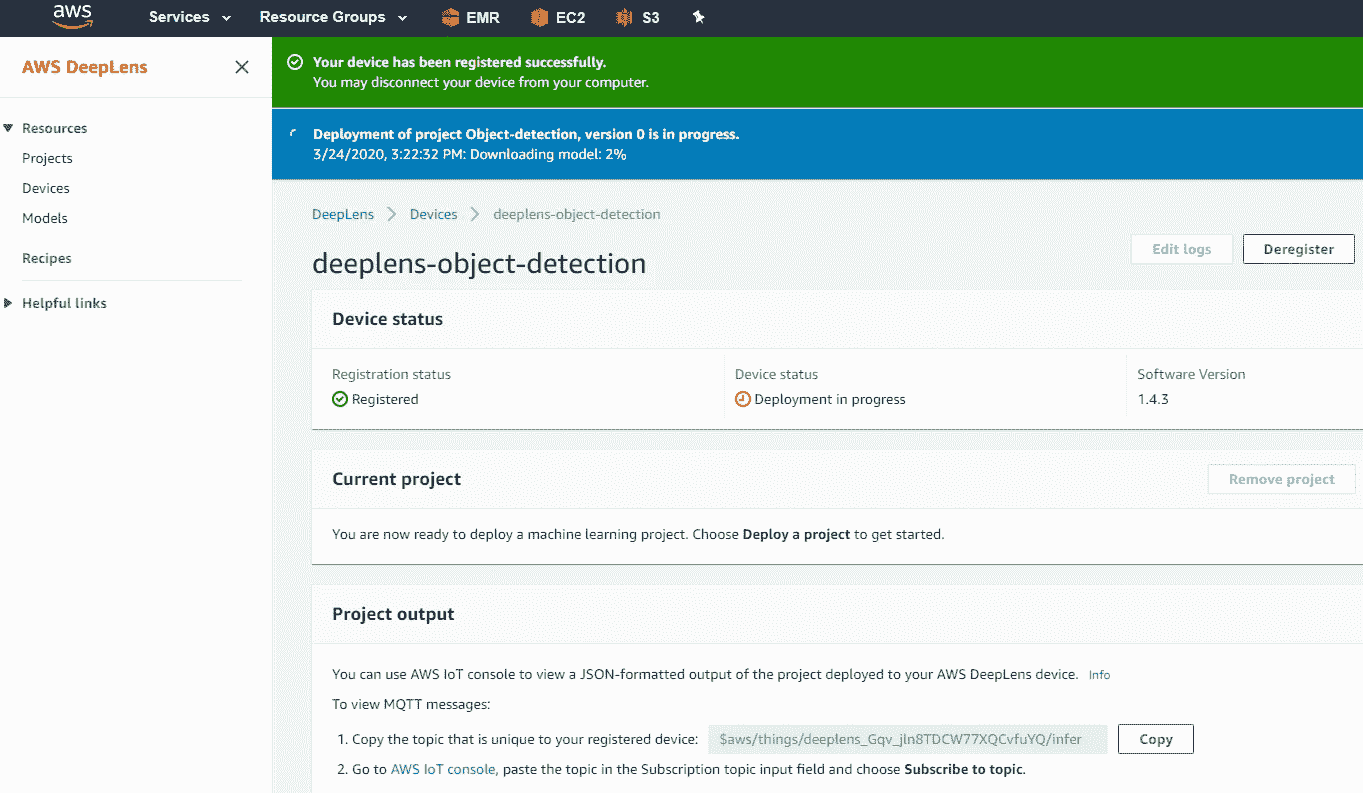 aws Services Resource Groups EMR EC2 S3
AWS DeepLens
Your device has been registered successfully.
You may disconnect your device from your computer.
Resources
Projects
Devices
Models
Recipes
Helpful links
Deployment of project Object-detection, version 0 is in progress.
3/24/2020, 3:22:32 PM: Downloading model: 2%
DeepLens Devices deeplens-object-detection
deeplens-object-detection
Edit logs Deregister
Device status
Registration status Device status Software Version
Registered Deployment in progress 1.4.3
Current project Remove project
You are now ready to deploy a machine learning project. Choose Deploy a project to get started.
Project output
You can use AWS IoT console to view a JSON-formatted output of the project deployed to your AWS DeepLens device. Info
To view MQTT messages:
1. Copy the topic that is unique to your registered device: $aws/things/deeplens_Gqv_jln8TDCW77XQCvfuYQ/infer Copy
2. Go to AWS IoT console, paste the topic in the Subscription topic input field and choose Subscribe to topic.